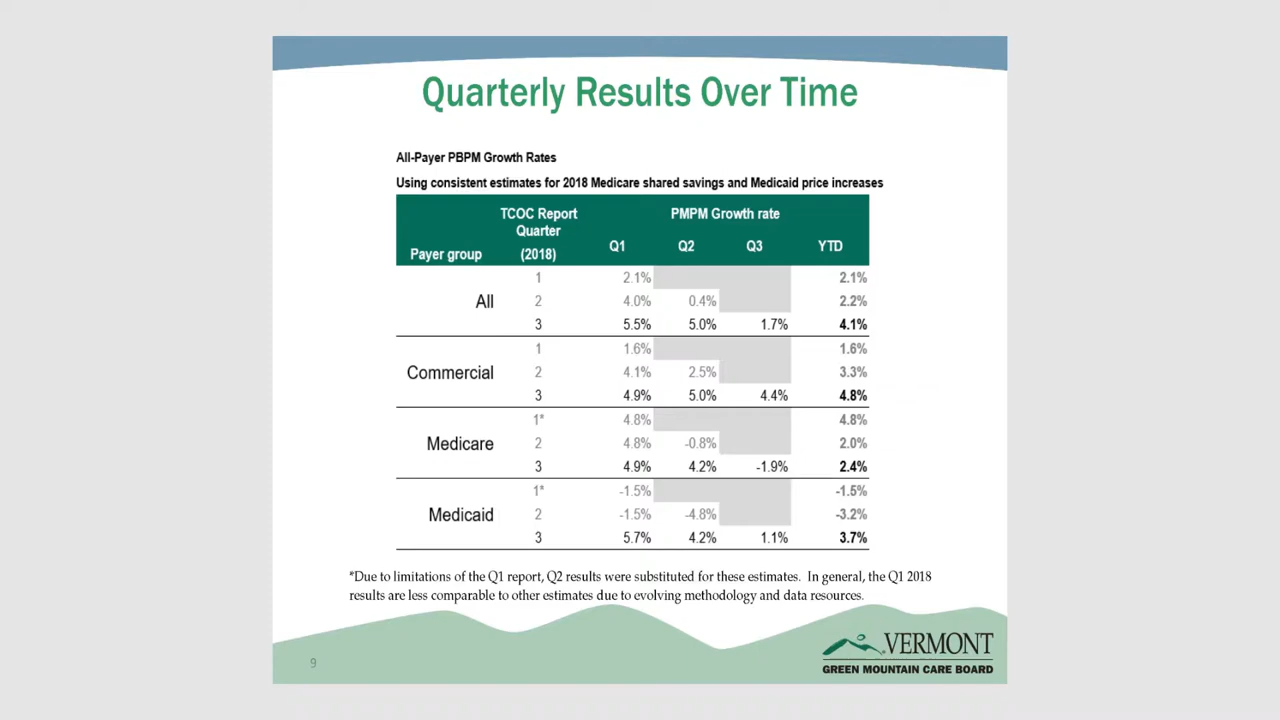 Quarterly Results Over Time
All-Payer PBPM Growth Rates
Using consistent estimates for 2018 Medicare shared savings and Medicaid price increases
Payer group TCOC Report Quarter (2018) PMPM Growth rate Q1 Q2 Q3 YTD
All
1 2.1% 2.1%
2 4.0% 0.4% 2.2%
3 5.5% 5.0% 1.7% 4.1%
Commercial
1 1.6% 1.6%
2 4.1% 2.5% 3.3%
3 4.9% 5.0% 4.4% 4.8%
Medicare
1* 4.8% 4.8%
2 4.8% -0.8% 2.0%
3 4.9% 4.2% -1.9% 2.4%
Medicaid
1* -1.5% -1.5%
2 -1.5% -4.8% -3.2%
3 5.7% 4.2% 1.1% 3.7%
*Due to limitations of the Q1 report, Q2 results were substituted for these estimates. In general, the Q1 2018
results are less comparable to other estimates due to evolving methodology and data resources.
9
VERMONT
GREEN MOUNTAIN CARE BOARD